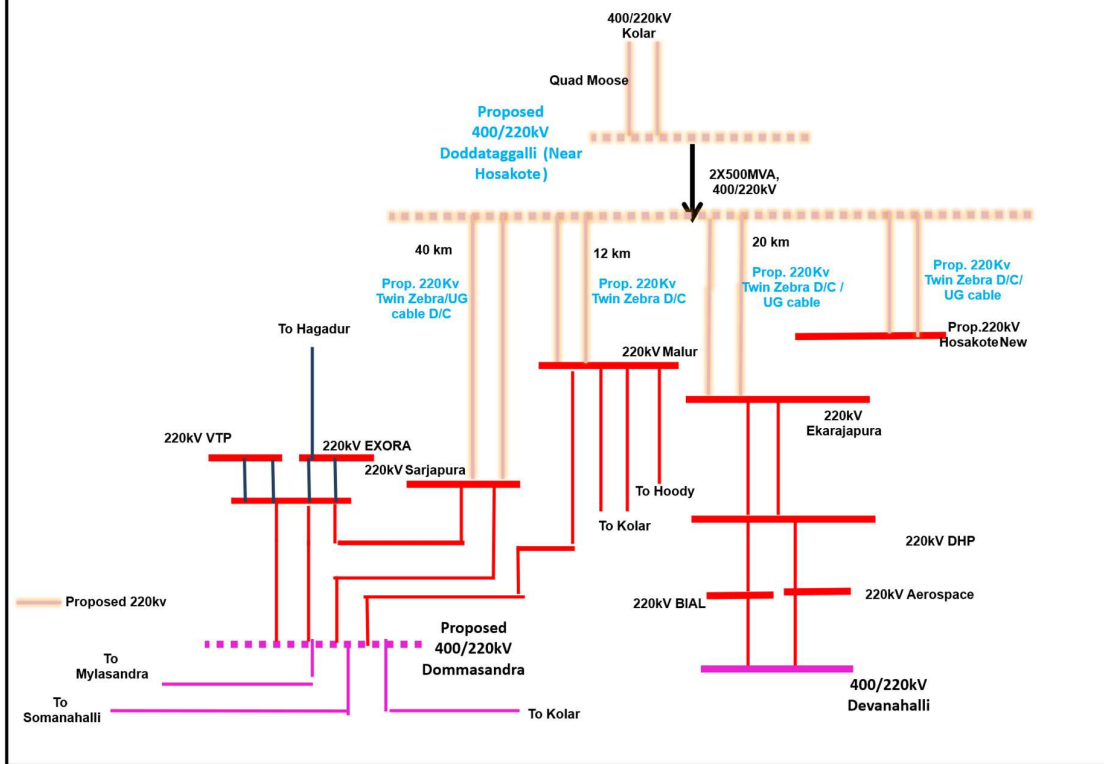 400/220kV
Kolar
Quad Moose
Proposed
400/220kV
Doddataggalli (Near
Hosakote)
2X500MVA,
400/220kV
40 km
12 km
20 km
Prop. 220Kv
Twin Zebra/UG
cable D/C
Prop. 220Kv
Twin Zebra D/C
Prop. 220Kv
Twin Zebra D/C /
UG cable
Prop. 220Kv
Twin Zebra D/C/
UG cable
To Hagadur
220kV Malur
Prop.220kV
Hosakote New
220kV
Ekarajapura
220kV VTP
220kV EXORA
220kV Sarjapura
To Hoody
To Kolar
220kV DHP
Proposed 220kv
220kV BIAL
220kV Aerospace
Proposed
400/220kV
Dommasandra
To
Mylasandra
To
Somanahalli
To Kolar
400/220kV
Devanahalli